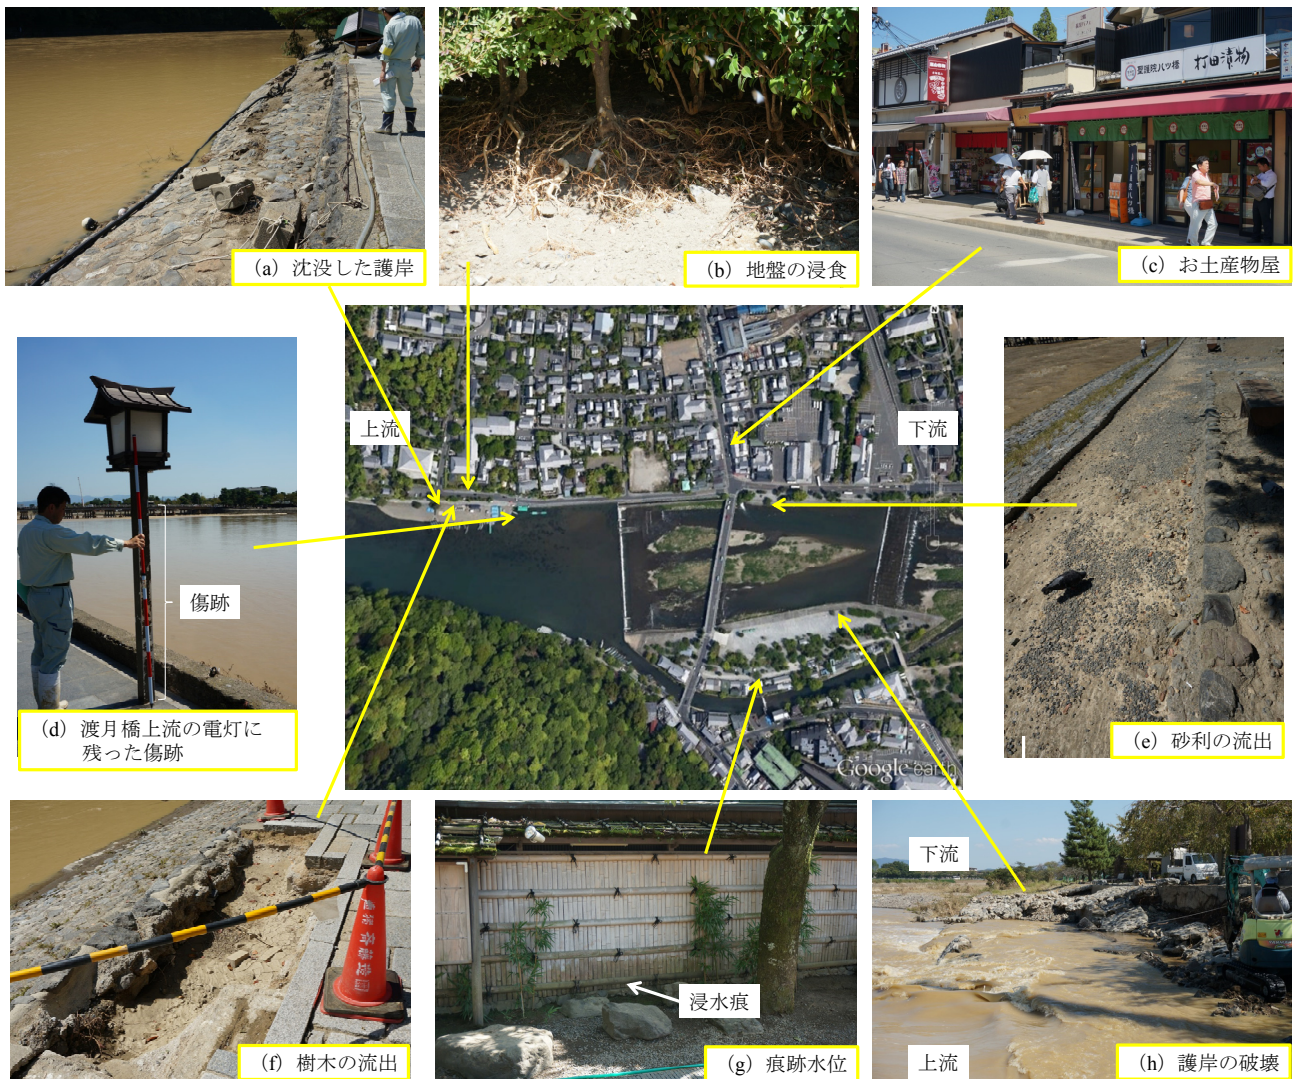 聖護院八ツ橋
打田漬物
(a) 沈没した護岸
(b) 地盤の浸食
(c) お土産物屋
上流
下流
傷跡
(d) 渡月橋上流の電灯に
残った傷跡
(e) 砂利の流出
Google earth
下流
浸水痕
(f) 樹木の流出
(g) 痕跡水位
上流
(h) 護岸の破壊